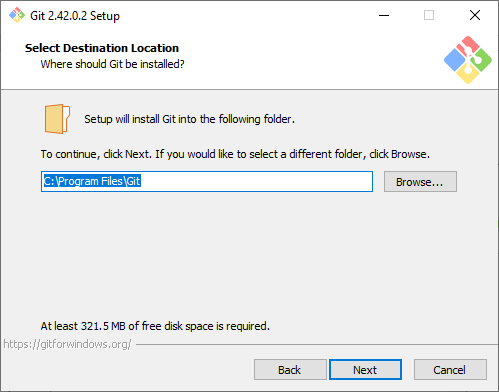 Git 2.42.0.2 Setup
Select Destination Location
Where should Git be installed?
Setup will install Git into the following folder.
To continue, click Next. If you would like to select a different folder, click Browse.
C:\Program Files\Git
Browse...
At least 321.5 MB of free disk space is required.
https://gitforwindows.org/
Back
Next
Cancel